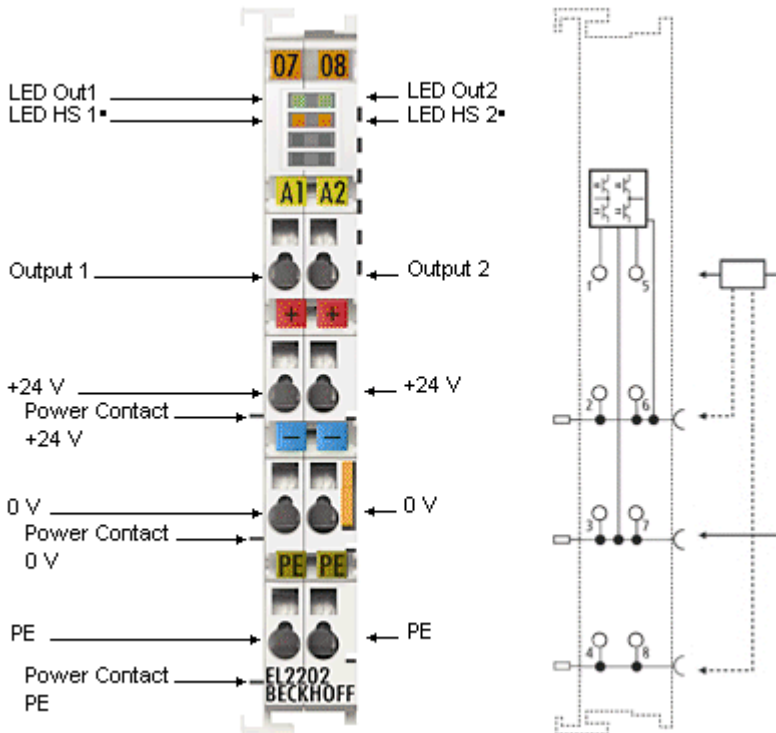 07 08
LED Out1
LED Out2
LED HS 1▪
LED HS 2▪
A1 A2
Output 1
Output 2
1
5
+ +
+24 V
+24 V
2
6
Power Contact
+24 V
− −
0 V
0 V
3
7
Power Contact
0 V
PE PE
PE
PE
4
8
Power Contact
PE
EL2202
BECKHOFF